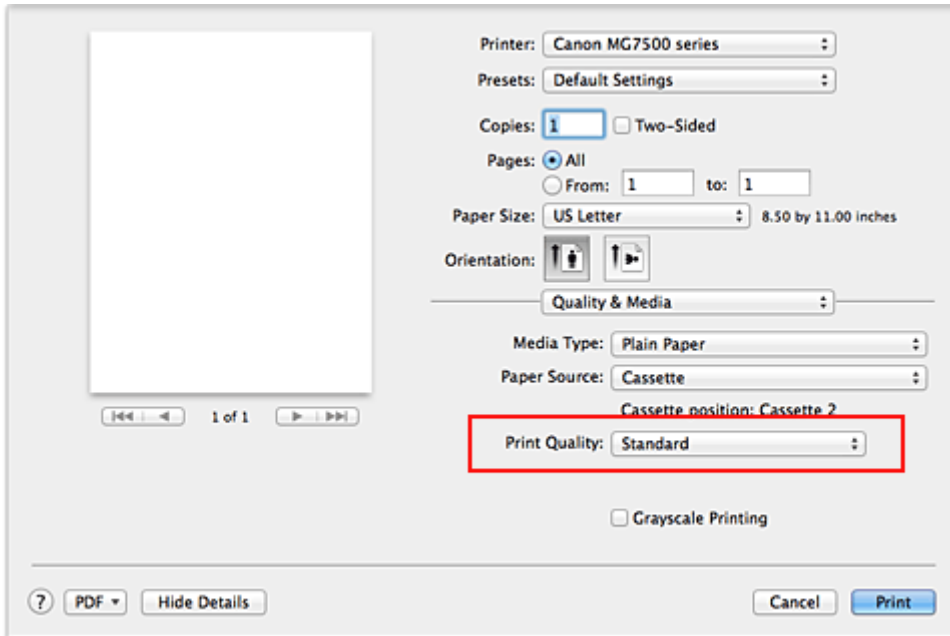 Printer: Canon MG7500 series
Presets: Default Settings
Copies: 1 Two-Sided
Pages: All
From: 1 to: 1
Paper Size: US Letter 8.50 by 11.00 inches
Orientation:
Quality & Media
Media Type: Plain Paper
Paper Source: Cassette
Cassette position: Cassette 2
1 of 1
Print Quality: Standard
Grayscale Printing
? PDF Hide Details Cancel Print